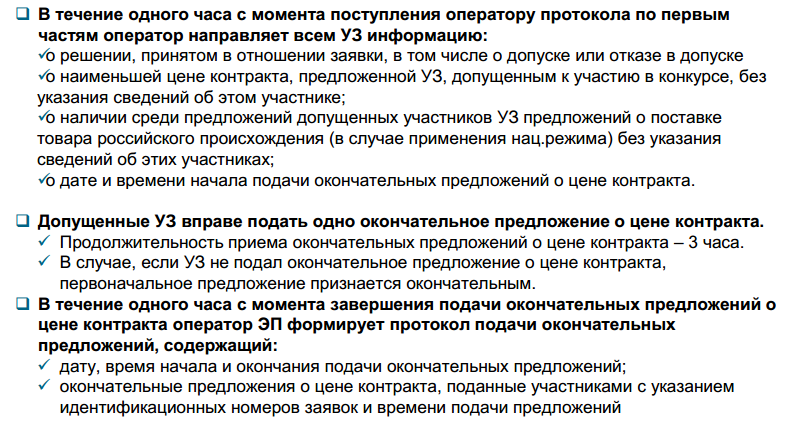 В течение одного часа с момента поступления оператору протокола по первым
частям оператор направляет всем УЗ информацию:
о решении, принятом в отношении заявки, в том числе о допуске или отказе в допуске
о наименьшей цене контракта, предложенной УЗ, допущенным к участию в конкурсе, без
указания сведений об этом участнике;
о наличии среди предложений допущенных участников УЗ предложений о поставке
товара российского происхождения (в случае применения нац.режима) без указания
сведений об этих участниках;
о дате и времени начала подачи окончательных предложений о цене контракта.
Допущенные УЗ вправе подать одно окончательное предложение о цене контракта.
Продолжительность приема окончательных предложений о цене контракта – 3 часа.
В случае, если УЗ не подал окончательное предложение о цене контракта,
первоначальное предложение признается окончательным.
В течение одного часа с момента завершения подачи окончательных предложений о
цене контракта оператор ЭП формирует протокол подачи окончательных
предложений, содержащий:
дату, время начала и окончания подачи окончательных предложений;
окончательные предложения о цене контракта, поданные участниками с указанием
идентификационных номеров заявок и времени подачи предложений